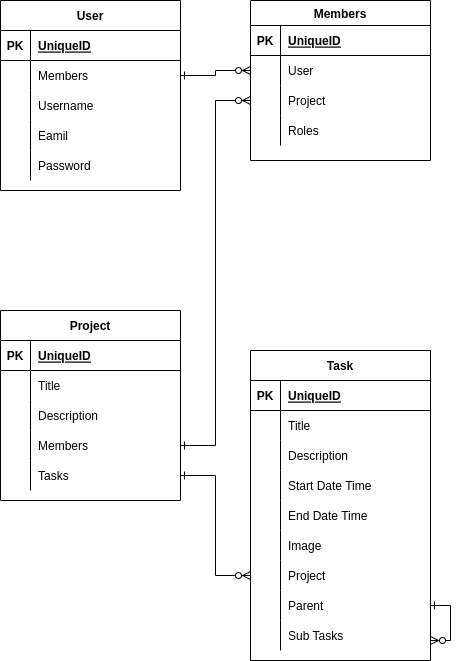 User
PK UniqueID
Members
Username
Eamil
Password
Members
PK UniqueID
User
Project
Roles
Project
PK UniqueID
Title
Description
Members
Tasks
Task
PK UniqueID
Title
Description
Start Date Time
End Date Time
Image
Project
Parent
Sub Tasks